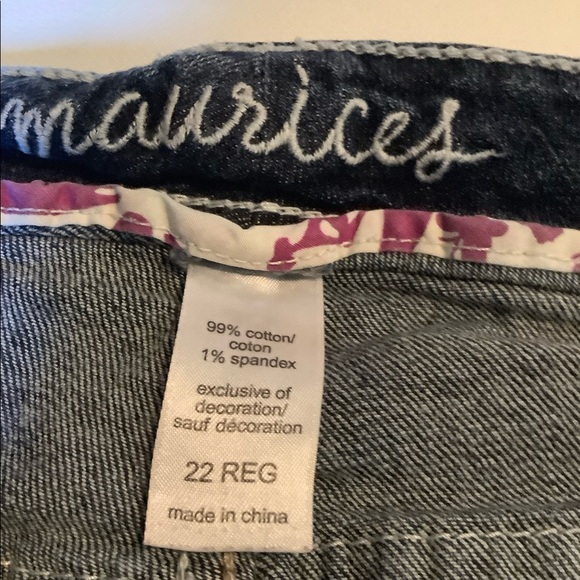 maurices
99% cotton/
coton
1% spandex
exclusive of
decoration/
sauf décoration
22 REG
made in china